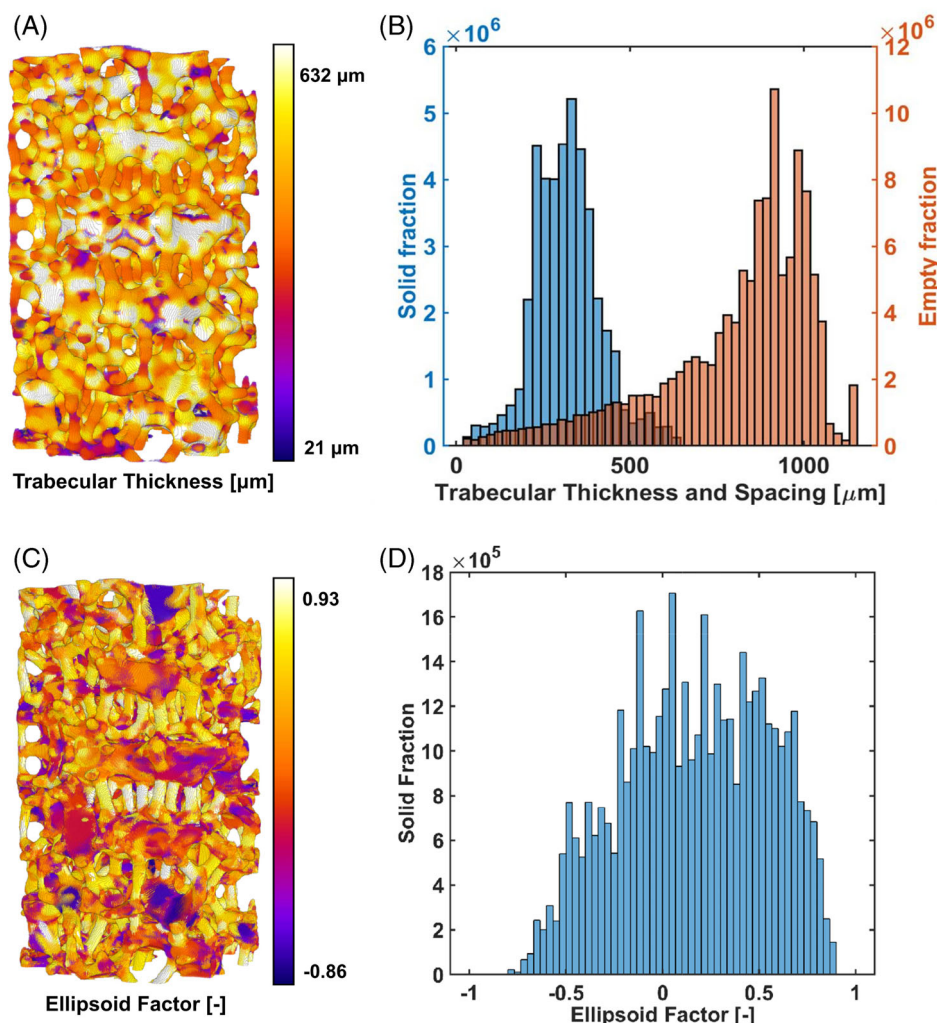 (A)
632 µm
21 µm
Trabecular Thickness [µm]
(B)
×10⁶
×10⁶
6
5
4
3
2
1
0
Solid fraction
12
10
8
6
4
2
0
Empty fraction
0 500 1000
Trabecular Thickness and Spacing [µm]
(C)
0.93
-0.86
Ellipsoid Factor [-]
(D)
×10⁵
18
16
14
12
10
8
6
4
2
0
Solid Fraction
-1 -0.5 0 0.5 1
Ellipsoid Factor [-]